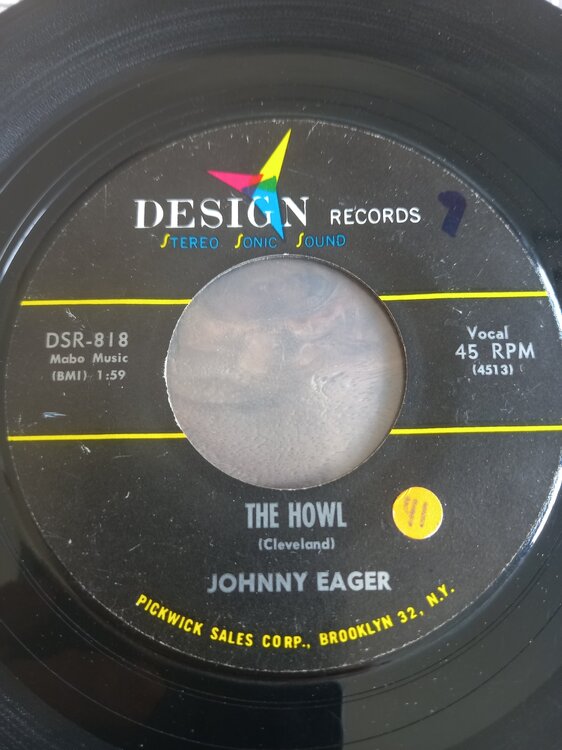 DESIGN RECORDS 9
STEREO SONIC SOUND
DSR-818
Mabo Music
(BMI) 1:59
Vocal
45 RPM
(4513)
THE HOWL
(Cleveland)
JOHNNY EAGER
PICKWICK SALES CORP., BROOKLYN 32, N.Y.